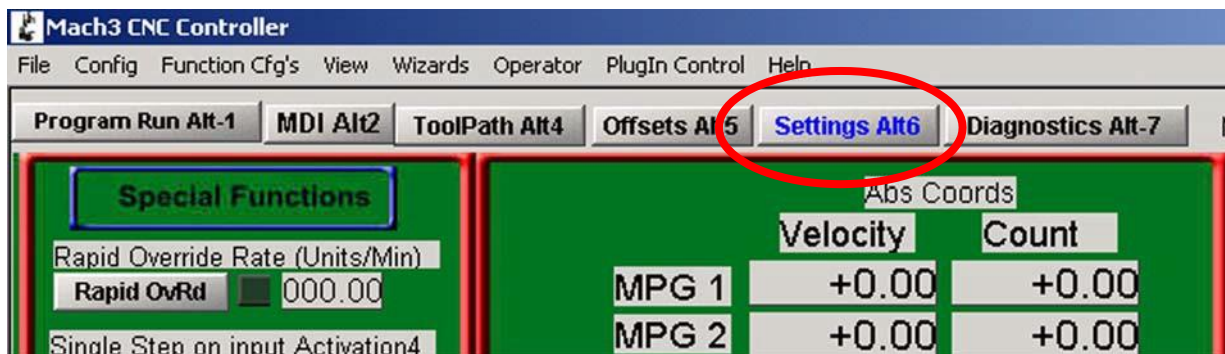 Mach3 CNC Controller
File Config Function Cfg's View Wizards Operator PlugIn Control Help
Program Run Alt-1 MDI Alt2 ToolPath Alt4 Offsets Alt5 Settings Alt6 Diagnostics Alt-7
Special Functions
Rapid Override Rate (Units/Min)
Rapid OvRd 000.00
Single Step on input Activation4
Abs Coords
Velocity Count
MPG 1 +0.00 +0.00
MPG 2 +0.00 +0.00